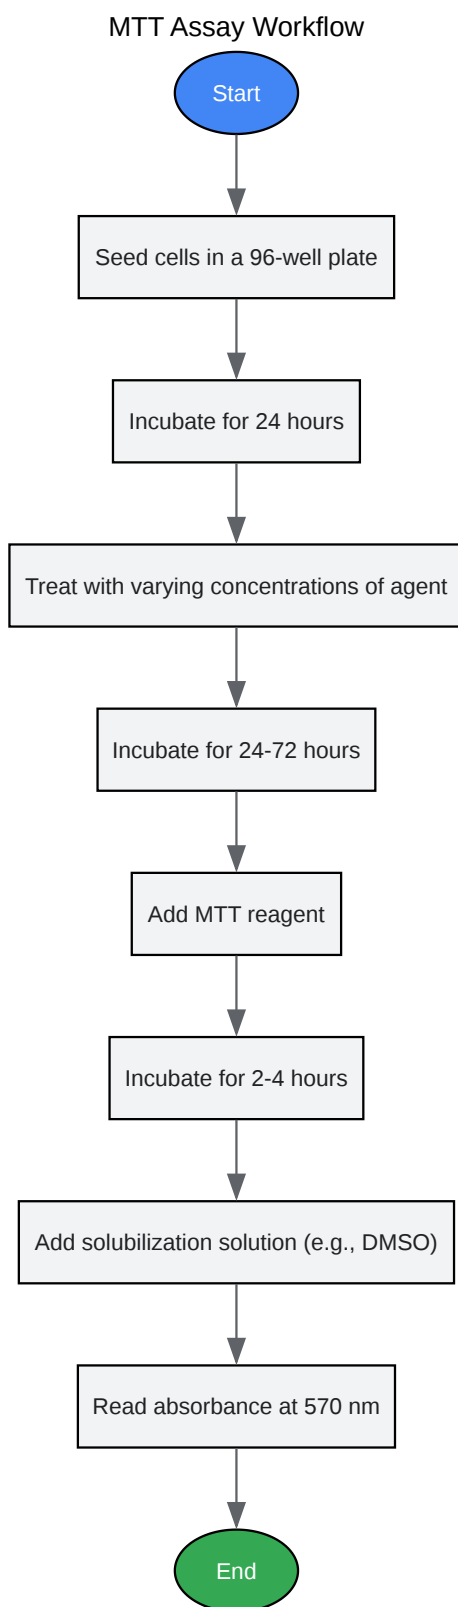 MTT Assay Workflow
Start
Seed cells in a 96-well plate
Incubate for 24 hours
Treat with varying concentrations of agent
Incubate for 24-72 hours
Add MTT reagent
Incubate for 2-4 hours
Add solubilization solution (e.g., DMSO)
Read absorbance at 570 nm
End